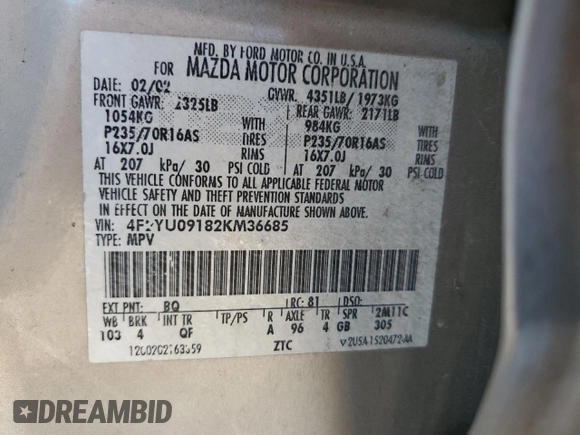 MFD. BY FORD MOTOR CO. IN U.S.A.
FOR MAZDA MOTOR CORPORATION
DATE: 02/02 GVWR: 4351LB/ 1973KG
FRONT GAWR: 2325LB REAR GAWR: 2171LB
1054KG WITH 984KG WITH
P235/70R16AS TIRES P235/70R16AS TIRES
16X7.0J RIMS 16X7.0J RIMS
AT 207 kPa/ 30 PSI COLD AT 207 kPa/ 30 PSI COLD
THIS VEHICLE CONFORMS TO ALL APPLICABLE FEDERAL MOTOR
VEHICLE SAFETY AND THEFT PREVENTION STANDARDS
IN EFFECT ON THE DATE OF MANUFACTURE SHOWN ABOVE.
VIN: 4F2YU09182KM36685
TYPE: MPV
EXT PNT: BQ RC: 81 DSO:
WB BRK INT TR TP/PS R AXLE TR SPR 2M11C
103 4 QF A 96 4 GB 305
ZTC
DREAMBID